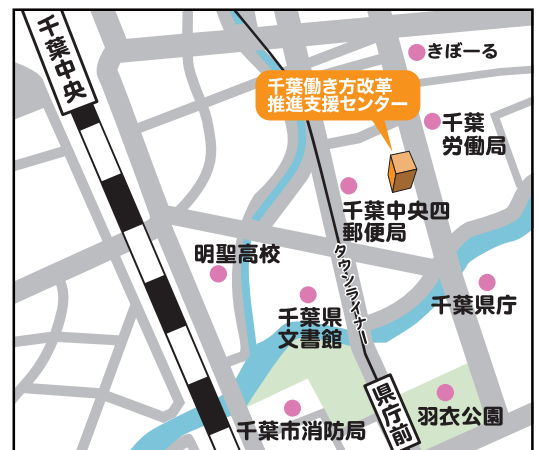 千葉中央
きぼーる
千葉働き方改革
推進支援センター
千葉
労働局
千葉中央四
郵便局
明聖高校
タウンライナー
千葉県庁
千葉県
文書館
県庁前
羽衣公園
千葉市消防局